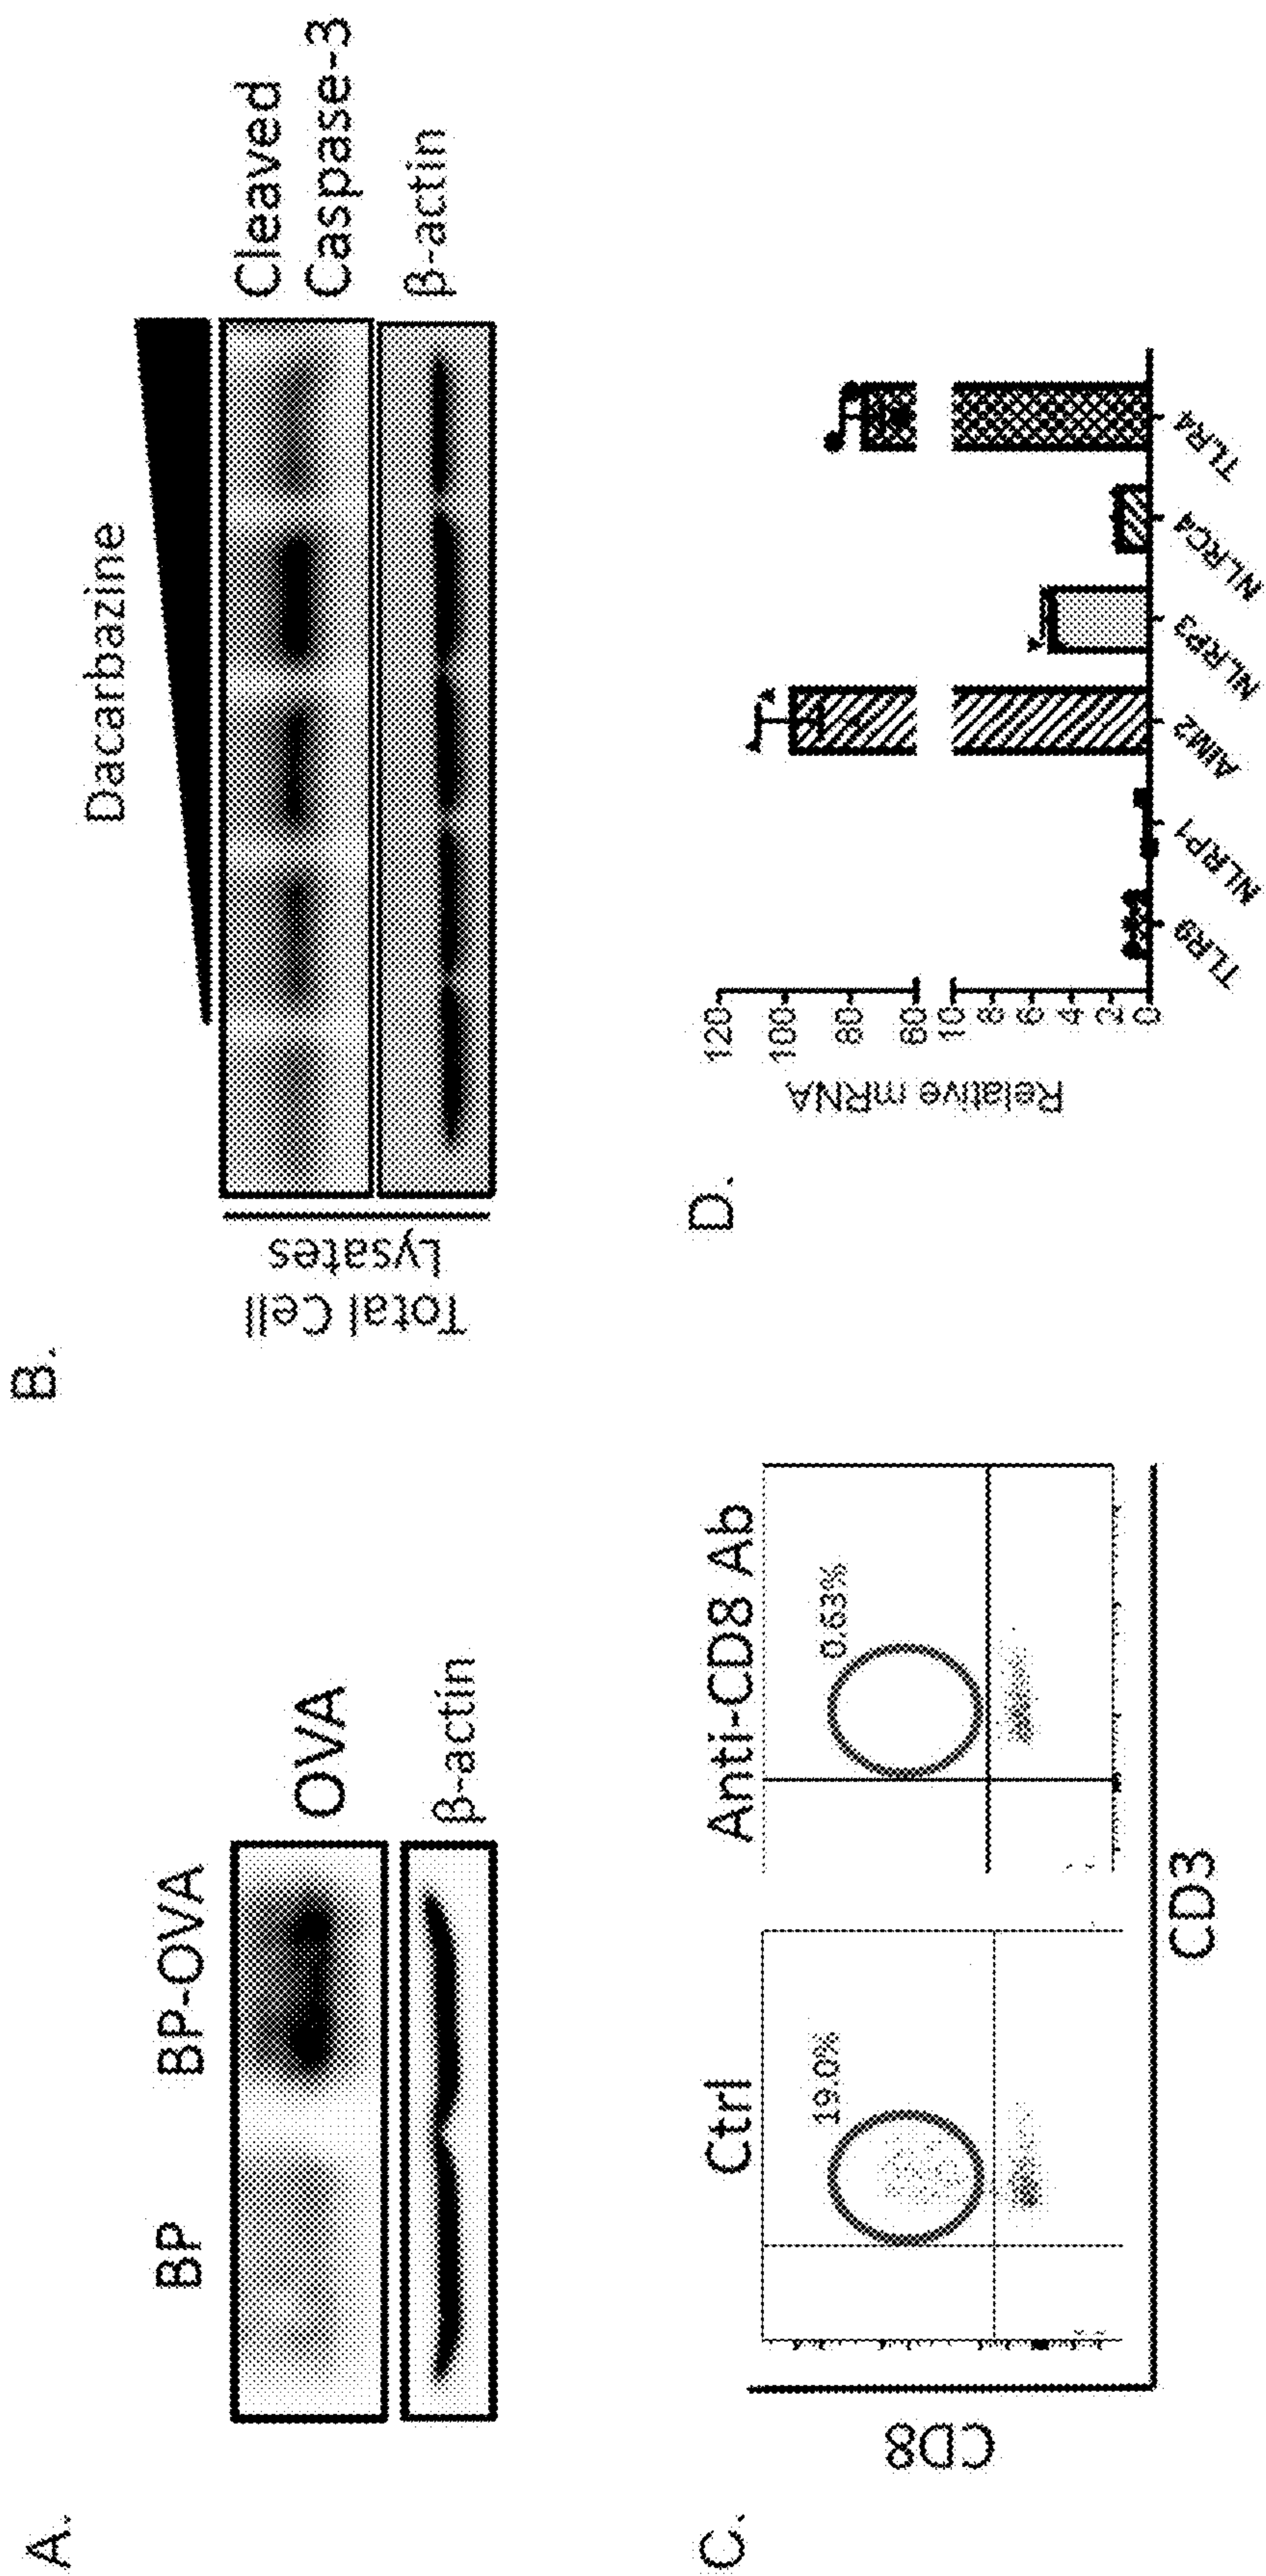 A.
BP
BP-OVA
OVA
β-actin
B.
Dacarbazine
Total Cell
Lysates
Cleaved
Caspase-3
β-actin
C.
Ctrl
Anti-CD8 Ab
19.0%
0.63%
CD8
CD3
D.
Relative mRNA
120
100
80
60
10
8
6
4
2
0
TLR9
NLRP1
AIM2
NLRP3
NLRC4
TLR4